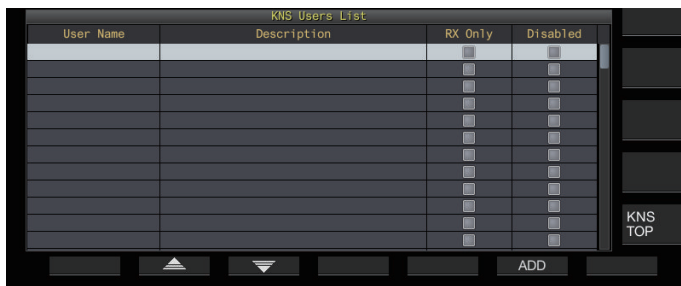 KNS Users List
User Name Description RX Only Disabled
KNS
TOP
ADD